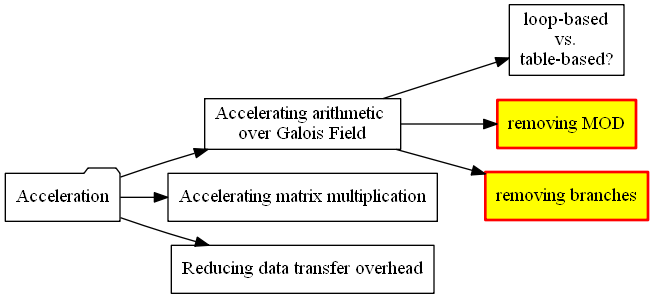 loop-based
vs.
table-based?
Accelerating arithmetic
over Galois Field
removing MOD
Acceleration
Accelerating matrix multiplication
removing branches
Reducing data transfer overhead